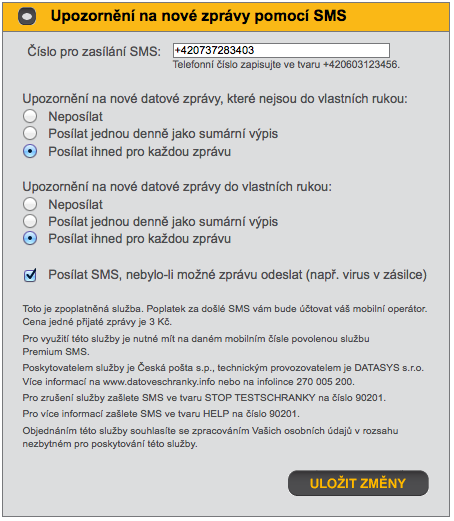 Upozornění na nové zprávy pomocí SMS
Číslo pro zasílání SMS: +420737283403
Telefonní číslo zapisujte ve tvaru +420603123456.
Upozornění na nové datové zprávy, které nejsou do vlastních rukou:
Neposílat
Posílat jednou denně jako sumární výpis
Posílat ihned pro každou zprávu
Upozornění na nové datové zprávy do vlastních rukou:
Neposílat
Posílat jednou denně jako sumární výpis
Posílat ihned pro každou zprávu
Posílat SMS, nebylo-li možné zprávu odeslat (např. virus v zásilce)
Toto je zpoplatněná služba. Poplatek za došlé SMS vám bude účtovat váš mobilní operátor.
Cena jedné přijaté zprávy je 3 Kč.
Pro využití této služby je nutné mít na daném mobilním čísle povolenou službu
Premium SMS.
Poskytovatelem služby je Česká pošta s.p., technickým provozovatelem je DATASYS s.r.o.
Více informací na www.datoveschranky.info nebo na infolince 270 005 200.
Pro zrušení služby zašlete SMS ve tvaru STOP TESTSCHRANKY na číslo 90201.
Pro více informací zašlete SMS ve tvaru HELP na číslo 90201.
Objednáním této služby souhlasíte se zpracováním Vašich osobních údajů v rozsahu
nezbytném pro poskytování této služby.
ULOŽIT ZMĚNY